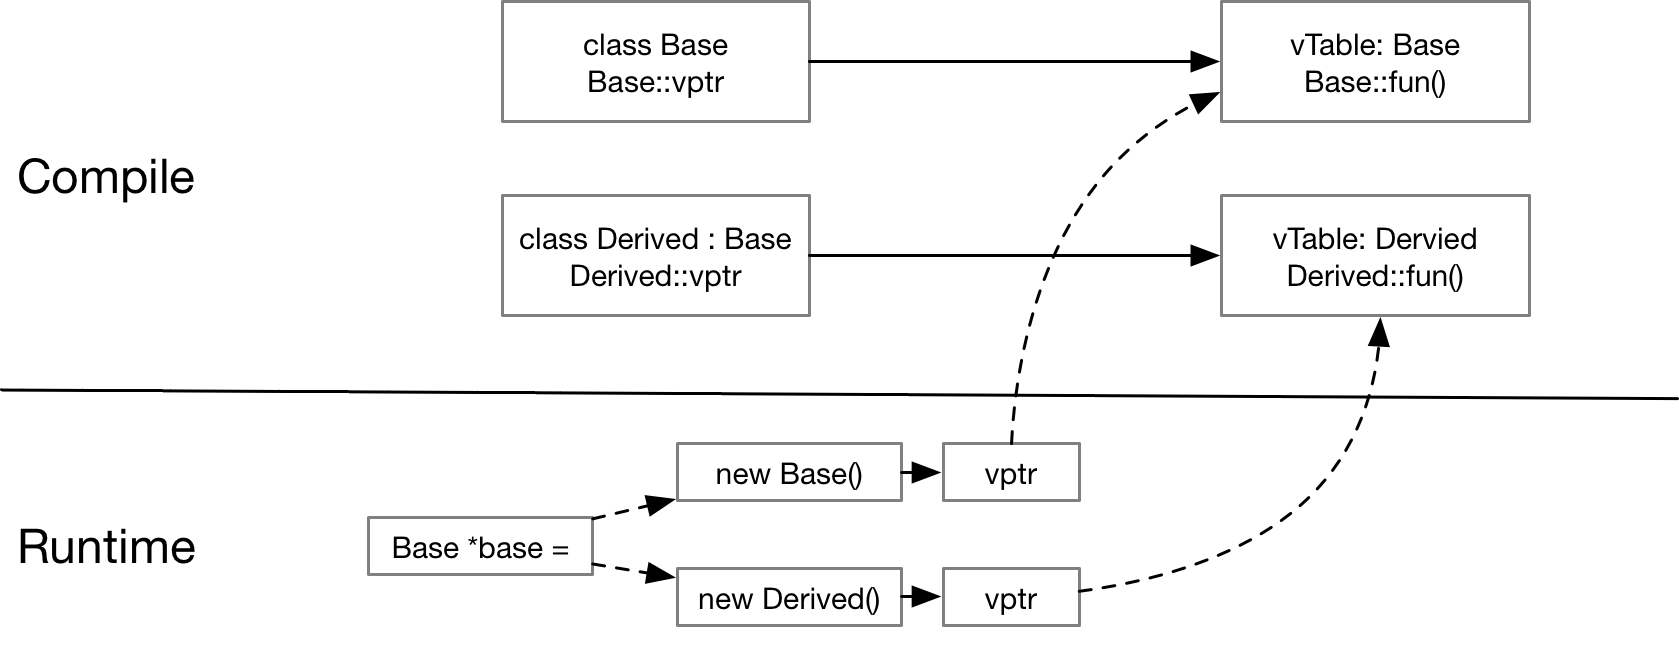 class Base
Base::vptr
vTable: Base
Base::fun()
Compile
class Derived : Base
Derived::vptr
vTable: Dervied
Derived::fun()
new Base()
vptr
Runtime
Base *base =
new Derived()
vptr